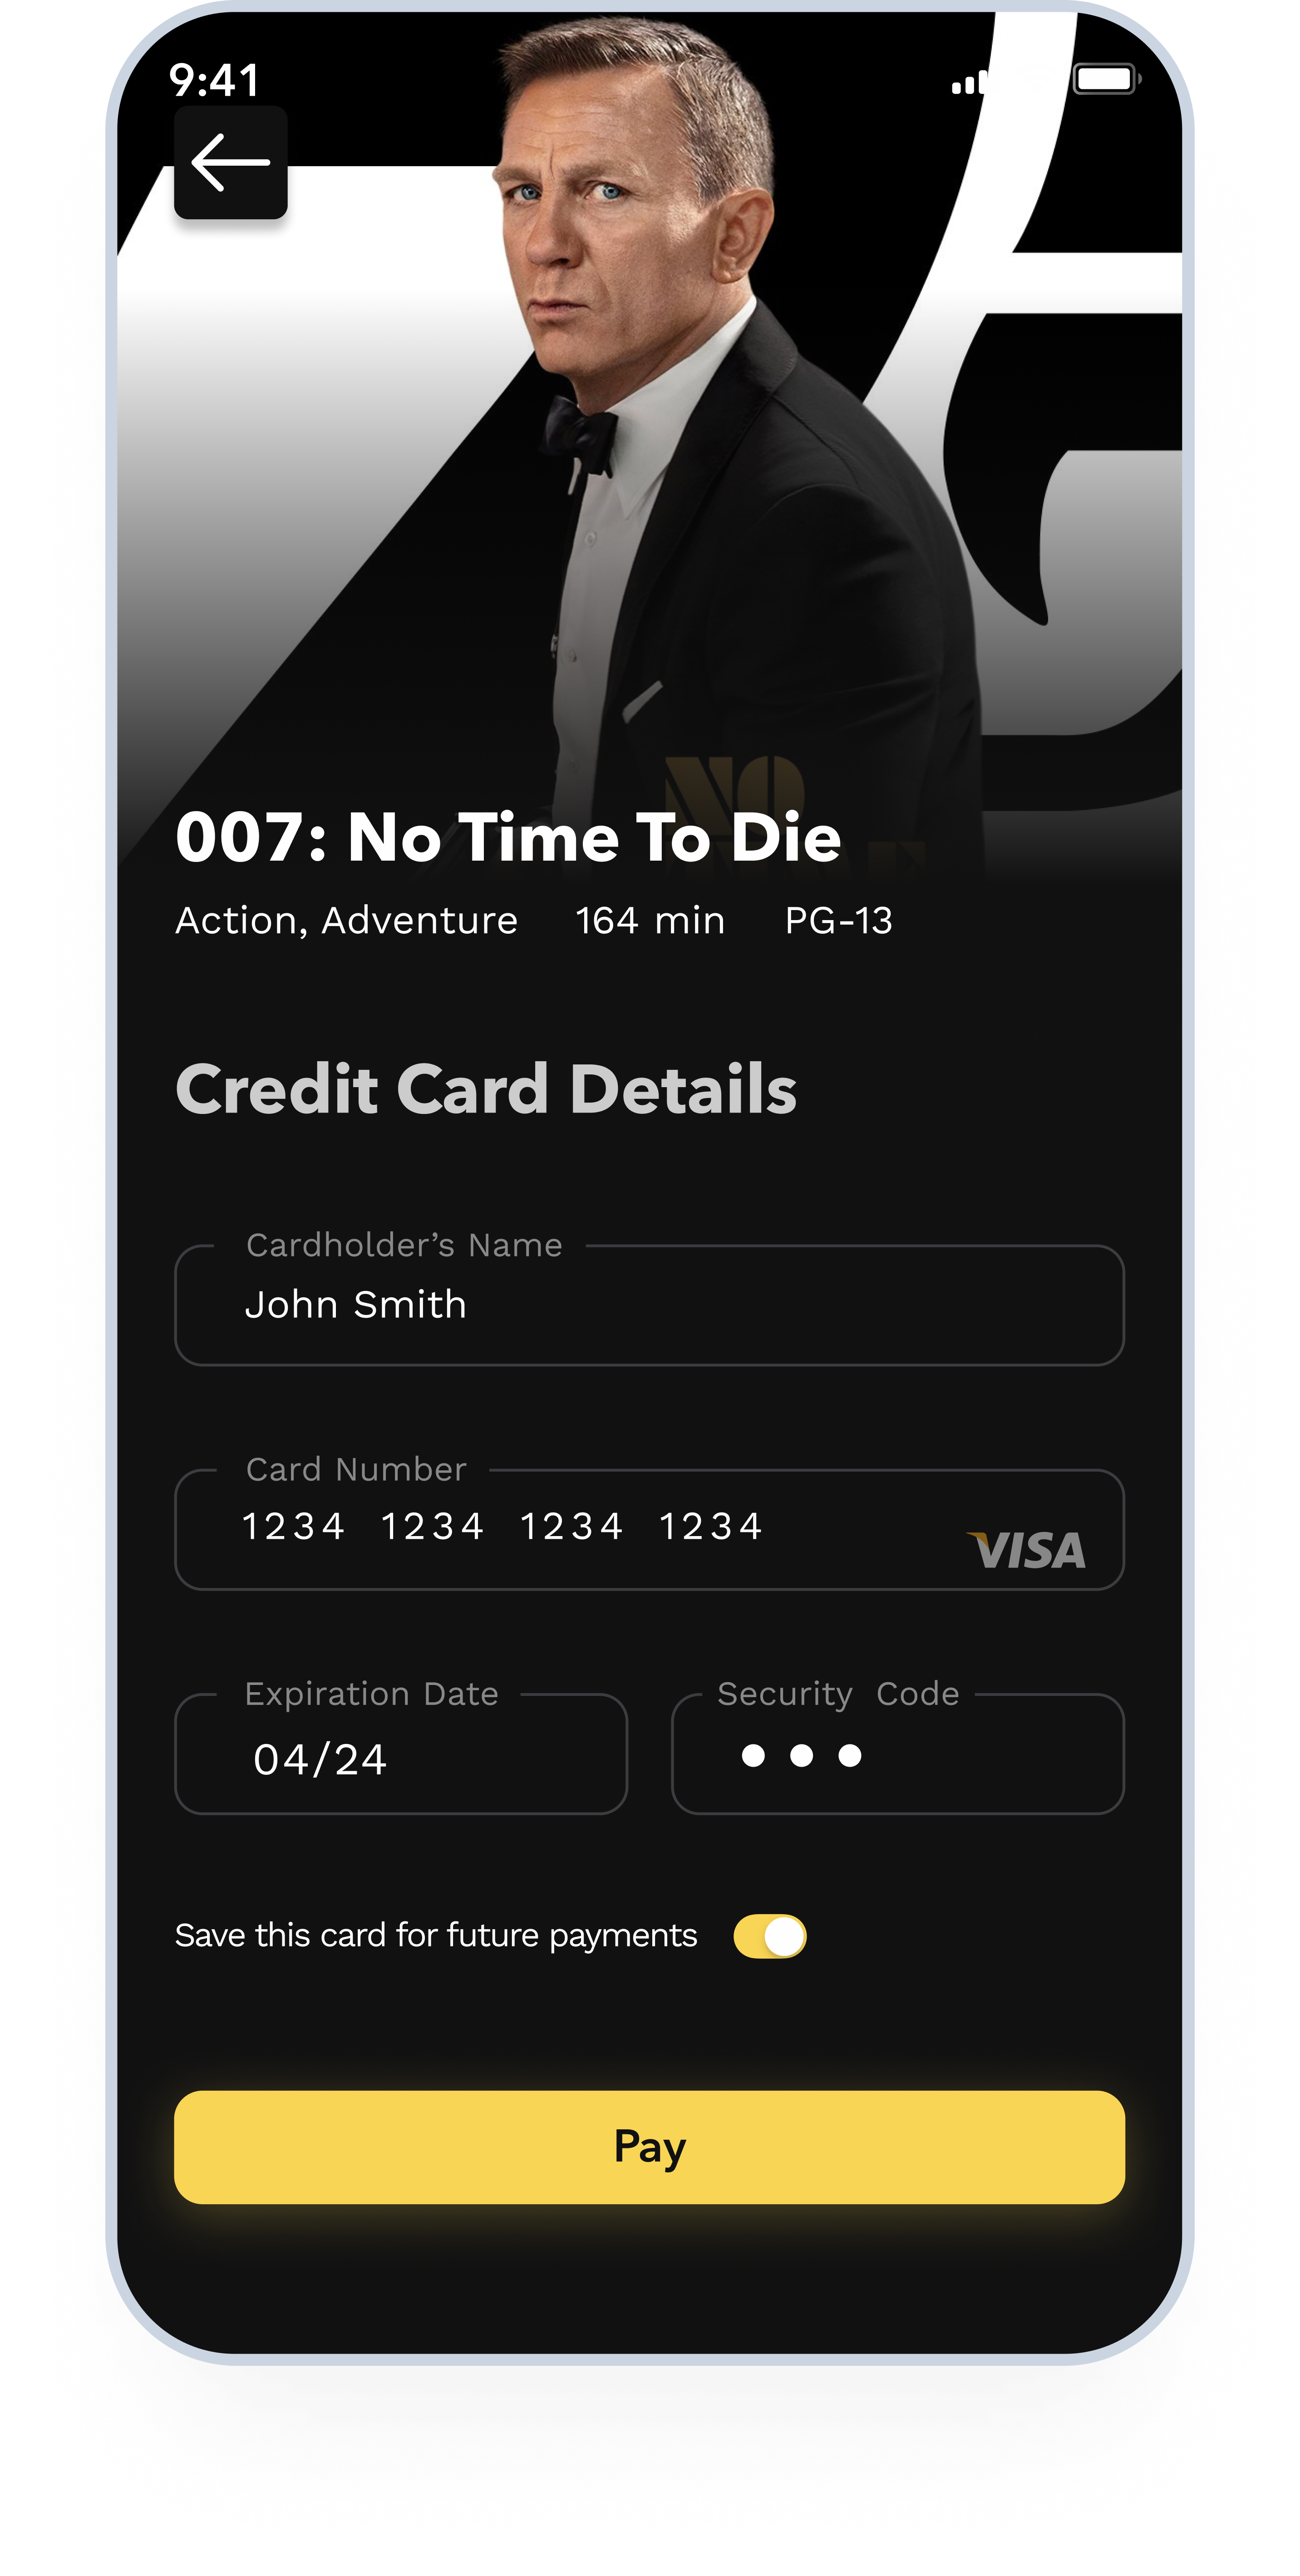 9:41
NO
007: No Time To Die
Action, Adventure 164 min PG-13
Credit Card Details
Cardholder’s Name
John Smith
Card Number
1234 1234 1234 1234
VISA
Expiration Date Security Code
04/24
Save this card for future payments
Pay